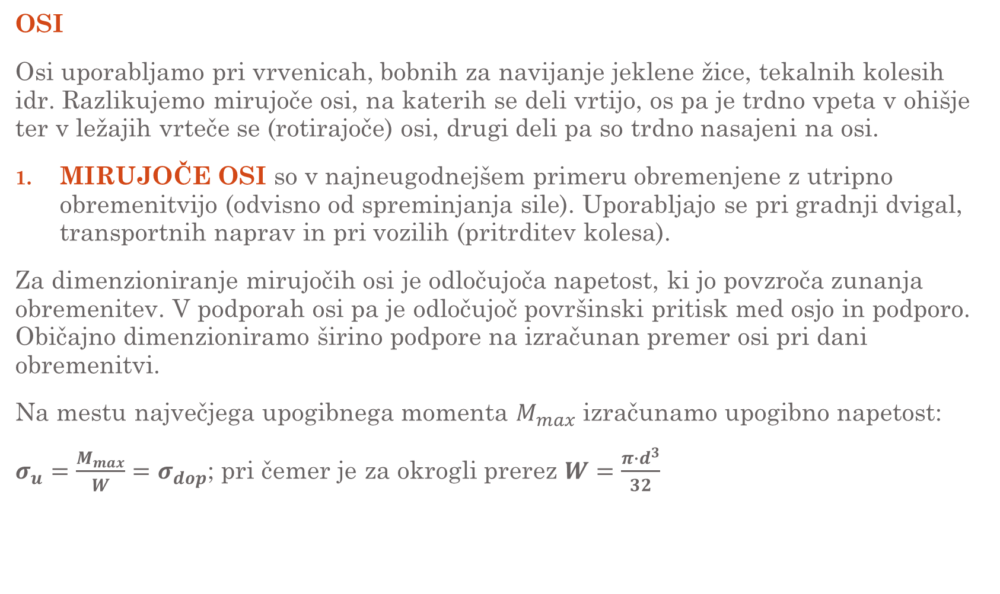 OSI
Osi uporabljamo pri vrvenicah, bobnih za navijanje jeklene žice, tekalnih kolesih
idr. Razlikujemo mirujoče osi, na katerih se deli vrtijo, os pa je trdno vpeta v ohišje
ter v ležajih vrteče se (rotirajoče) osi, drugi deli pa so trdno nasajeni na osi.
1. MIRUJOČE OSI so v najneugodnejšem primeru obremenjene z utripno
obremenitvijo (odvisno od spreminjanja sile). Uporabljajo se pri gradnji dvigal,
transportnih naprav in pri vozilih (pritrditev kolesa).
Za dimenzioniranje mirujočih osi je odločujoča napetost, ki jo povzroča zunanja
obremenitev. V podporah osi pa je odločujoč površinski pritisk med osjo in podporo.
Običajno dimenzioniramo širino podpore na izračunan premer osi pri dani
obremenitvi.
Na mestu največjega upogibnega momenta $M_{max}$ izračunamo upogibno napetost:
$\sigma_u = \frac{M_{max}}{W} = \sigma_{dop}$; pri čemer je za okrogli prerez $W = \frac{\pi \cdot d^3}{32}$